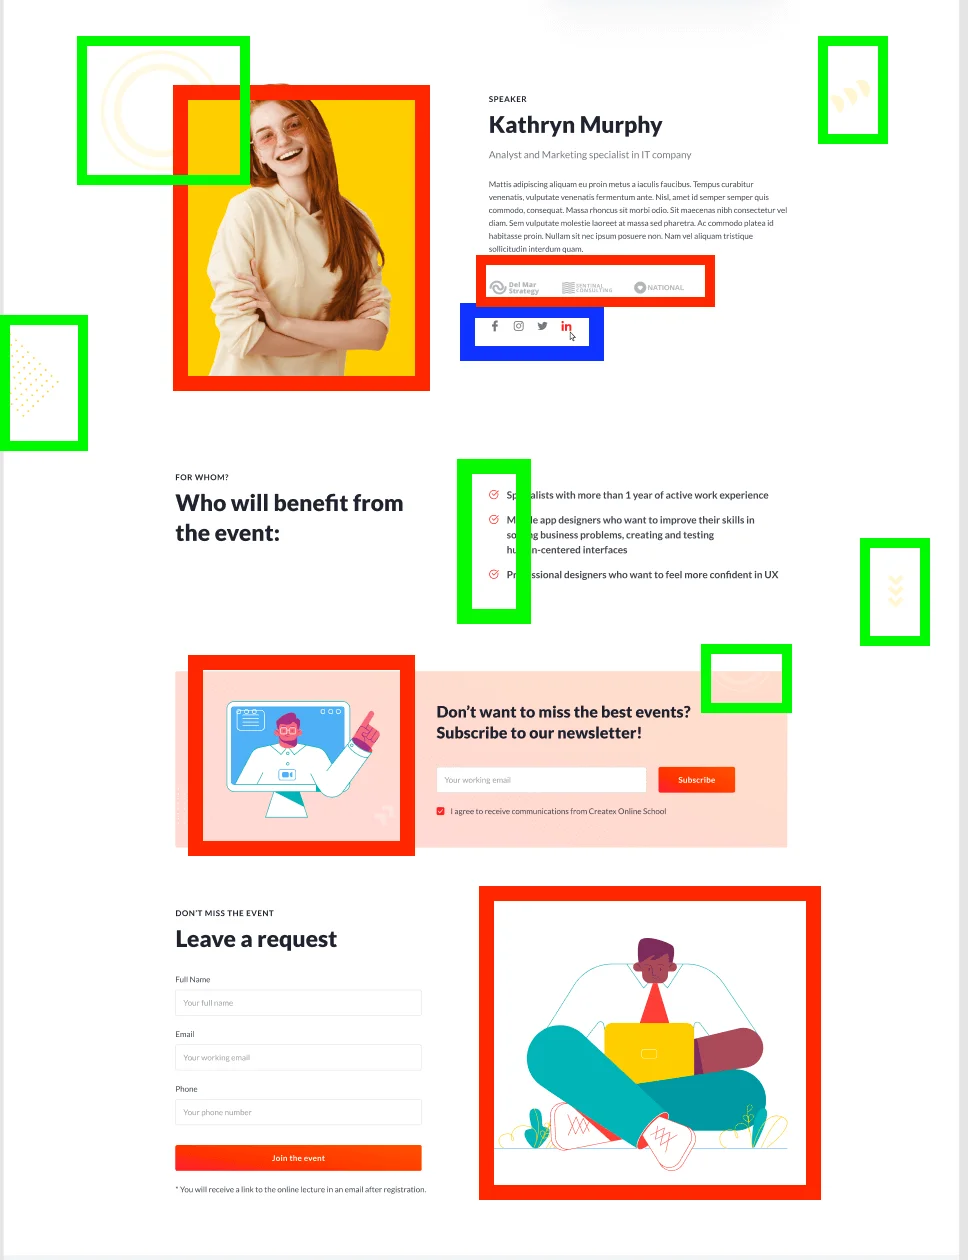 SPEAKER
Kathryn Murphy
Analyst and Marketing specialist in IT company
Mattis adipiscing aliquam eu proin metus a iaculis faucibus. Tempus curabitur
venenatis, vulputate venenatis fermentum ante. Nisl, amet id semper semper quis
commodo, consequat. Massa rhoncus sit morbi odio. Sit maecenas nibh consectetur vel
diam. Sem vulputate molestie laoreet at massa sed pharetra. Ac commodo platea id
habitasse proin. Nullam sit nec ipsum posuere non. Nam vel aliquam tristique
sollicitudin interdum quam.
Del Mar
Strategy
SENTINAL
CONSULTING
NATIONAL
in
FOR WHOM?
Who will benefit from
the event:
Sp alists with more than 1 year of active work experience
M le app designers who want to improve their skills in
so ng business problems, creating and testing
hu n-centered interfaces
Pr ssional designers who want to feel more confident in UX
Don't want to miss the best events?
Subscribe to our newsletter!
Your working email
Subscribe
I agree to receive communications from Createx Online School
DON'T MISS THE EVENT
Leave a request
Full Name
Your full name
Email
Your working email
Phone
Your phone number
Join the event
* You will receive a link to the online lecture in an email after registration.